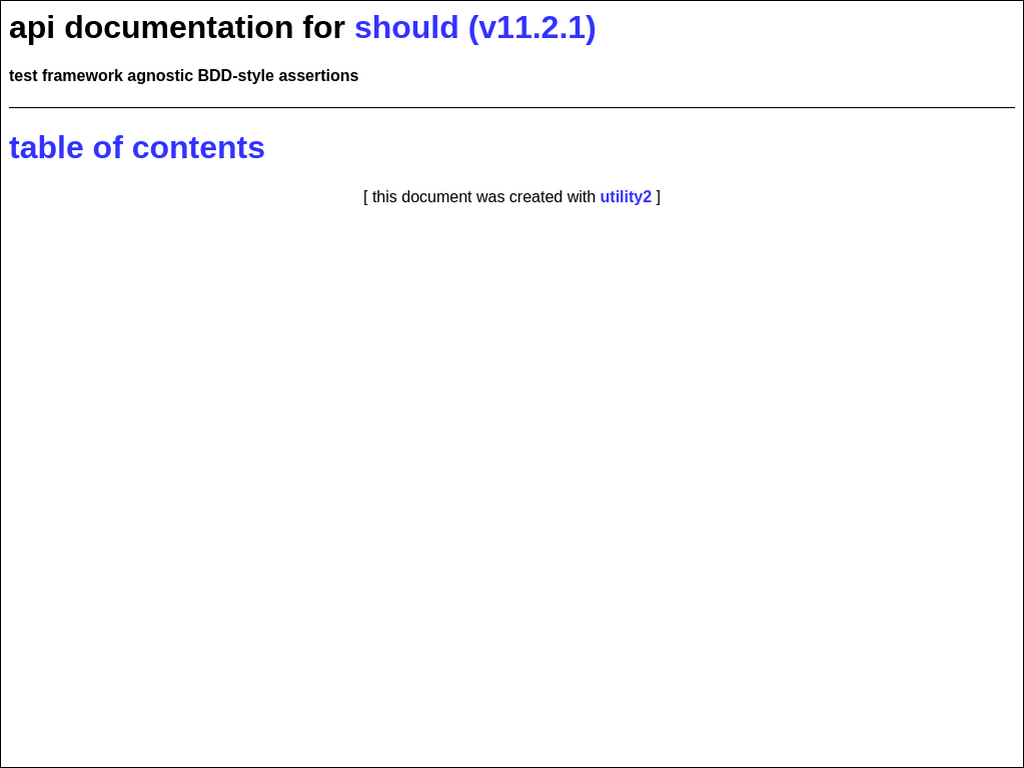 api documentation for should (v11.2.1)
test framework agnostic BDD-style assertions
table of contents
[ this document was created with utility2 ]